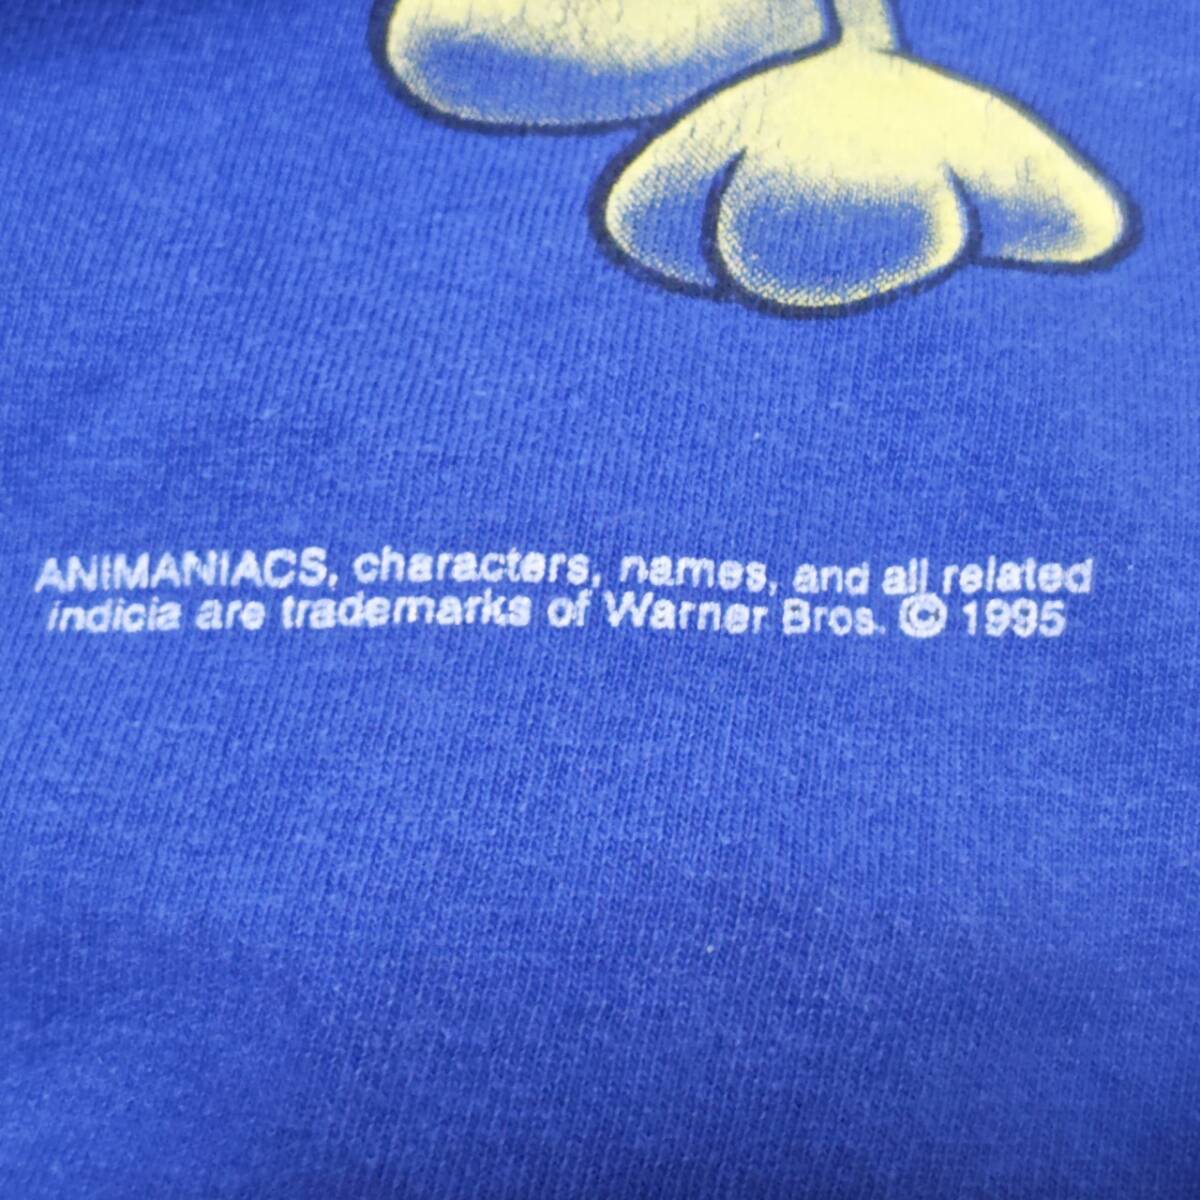 ANIMANIACS, characters, names, and all related
indicia are trademarks of Warner Bros. © 1995